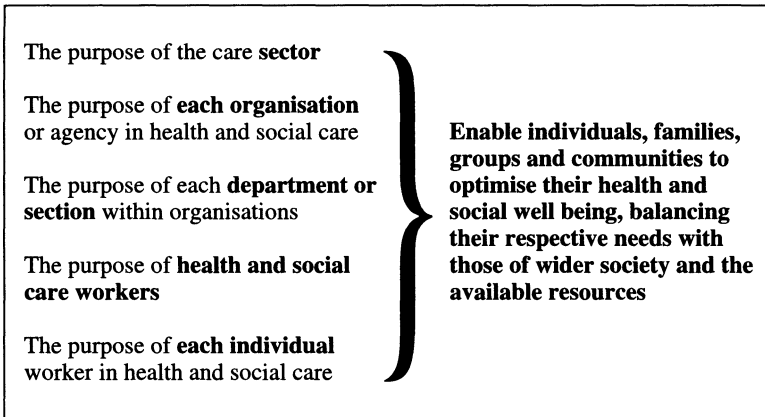 The purpose of the care sector
The purpose of each organisation
or agency in health and social care
The purpose of each department or
section within organisations
The purpose of health and social
care workers
The purpose of each individual
worker in health and social care
Enable individuals, families,
groups and communities to
optimise their health and
social well being, balancing
their respective needs with
those of wider society and the
available resources